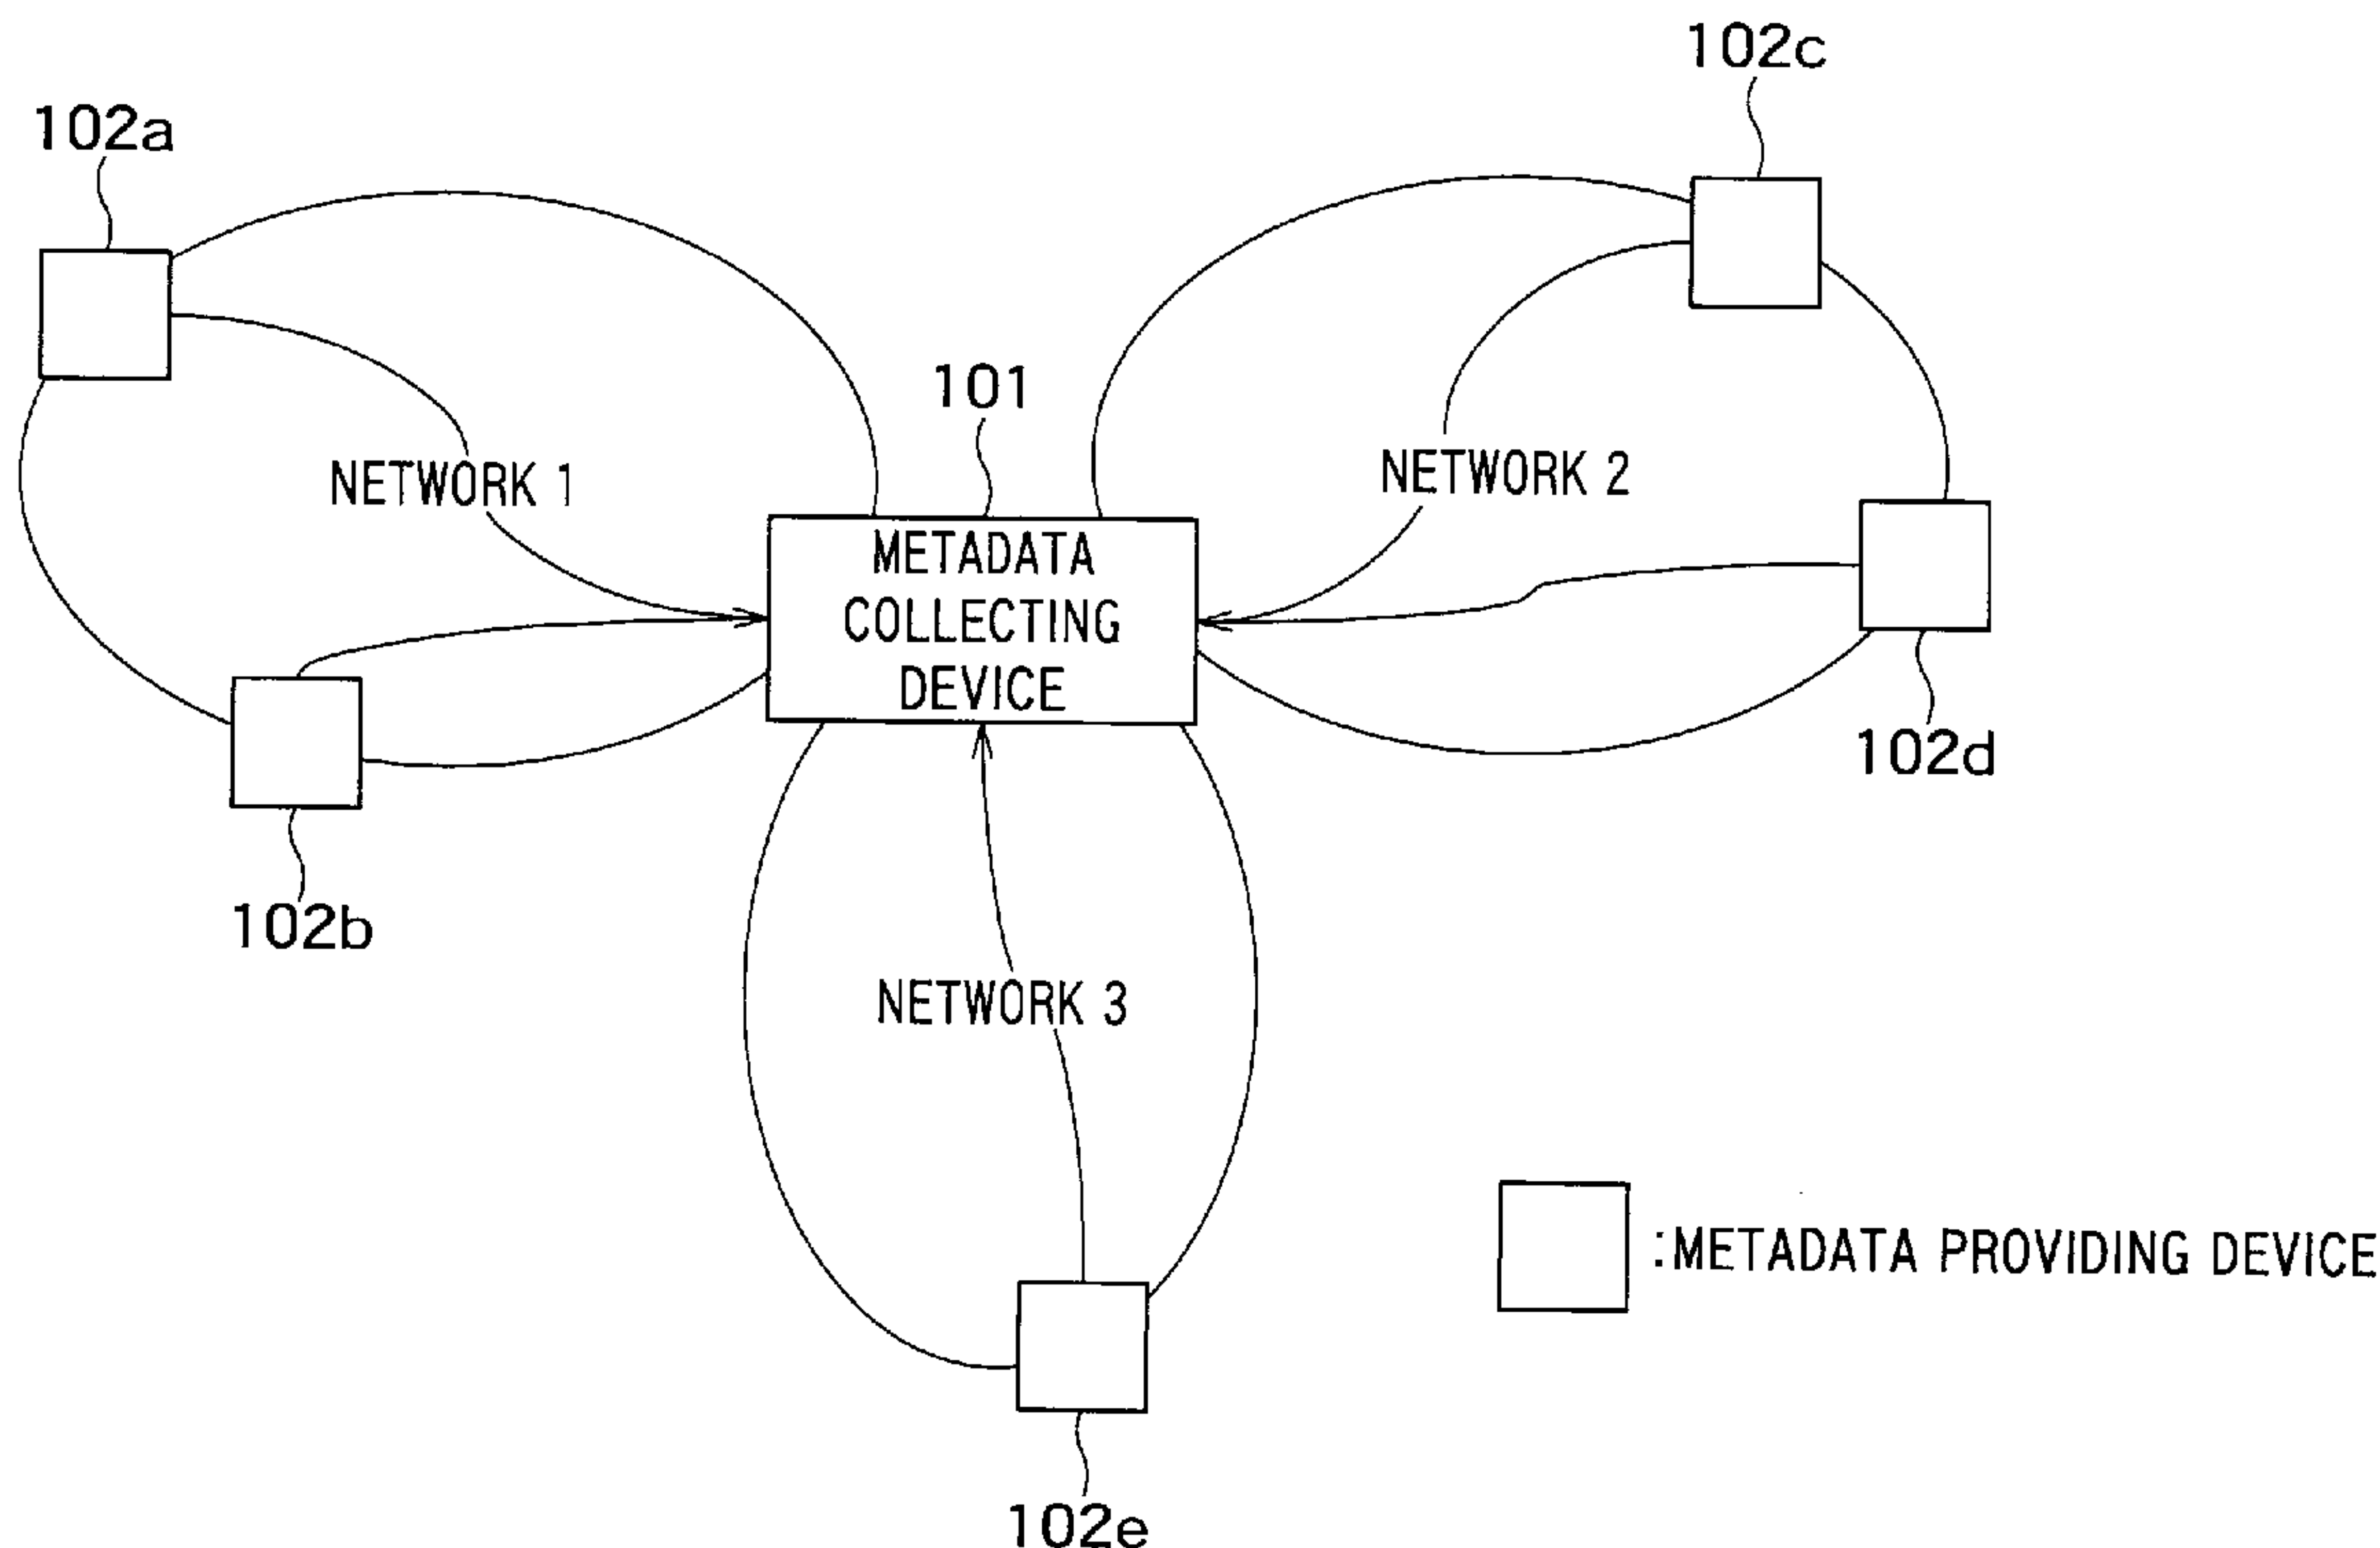 102c
102a
101
NETWORK 1
NETWORK 2
METADATA
COLLECTING
DEVICE
102d
102b
NETWORK 3
:METADATA PROVIDING DEVICE
102e